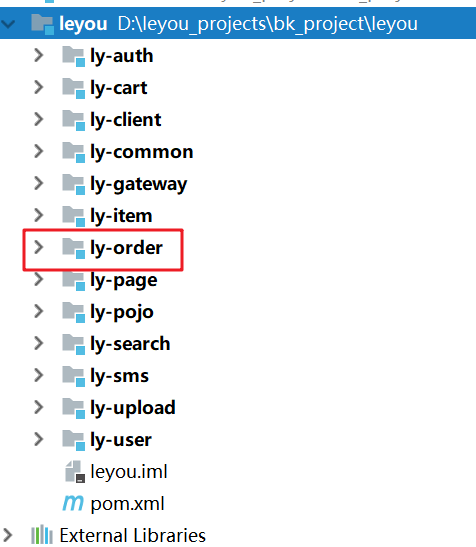 leyou D:\leyou_projects\bk_project\leyou
ly-auth
ly-cart
ly-client
ly-common
ly-gateway
ly-item
ly-order
ly-page
ly-pojo
ly-search
ly-sms
ly-upload
ly-user
leyou.iml
m pom.xml
External Libraries